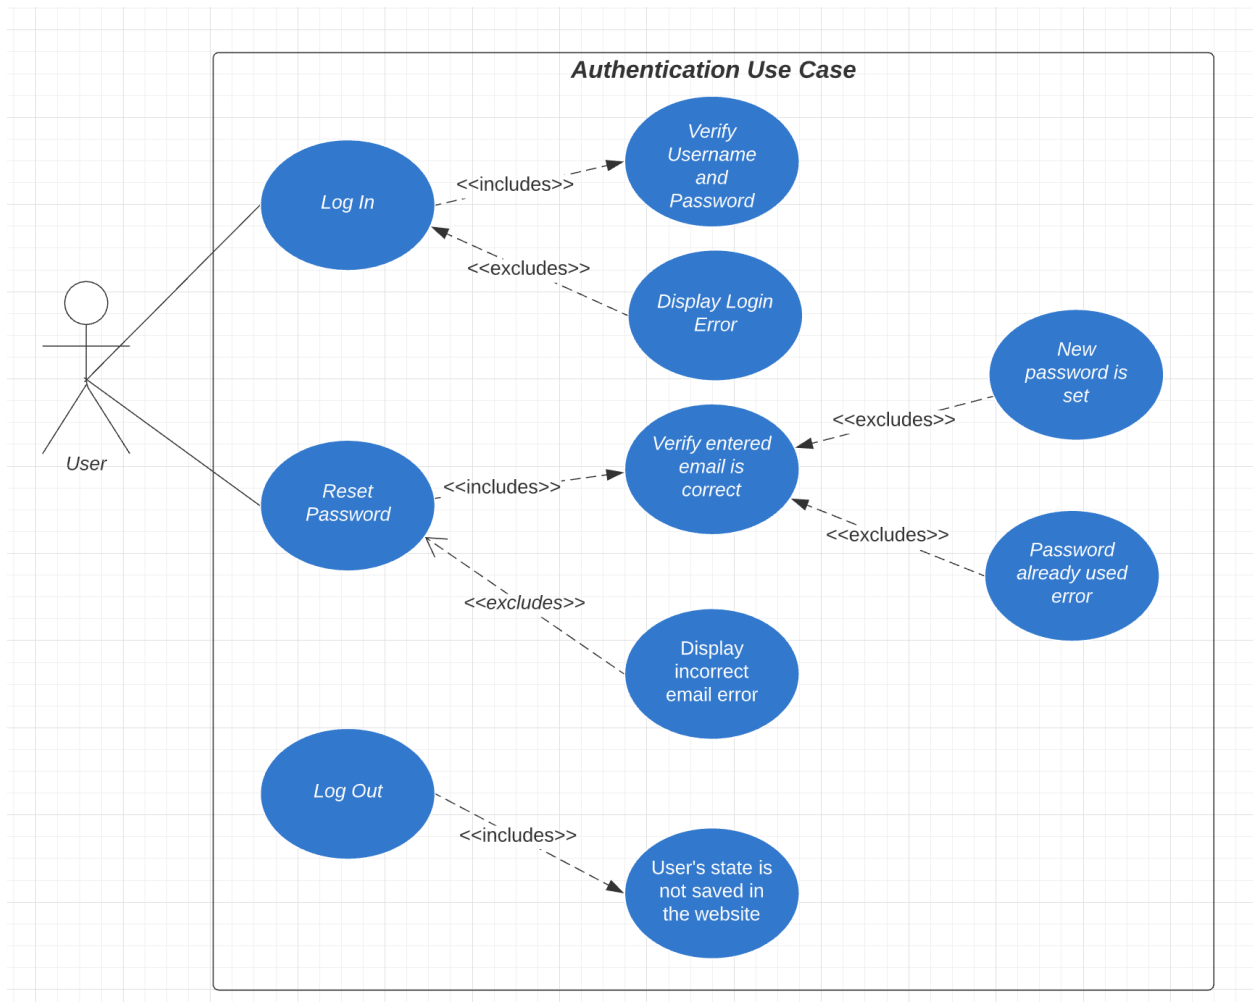 Authentication Use Case
Verify
Username
and
Password
Log In
<<includes>>
<<excludes>>
Display Login
Error
New
password is
set
<<excludes>>
Verify entered
email is
correct
User
Reset
Password
<<includes>>
<<excludes>>
Password
already used
error
<<excludes>>
Display
incorrect
email error
Log Out
<<includes>>
User's state is
not saved in
the website